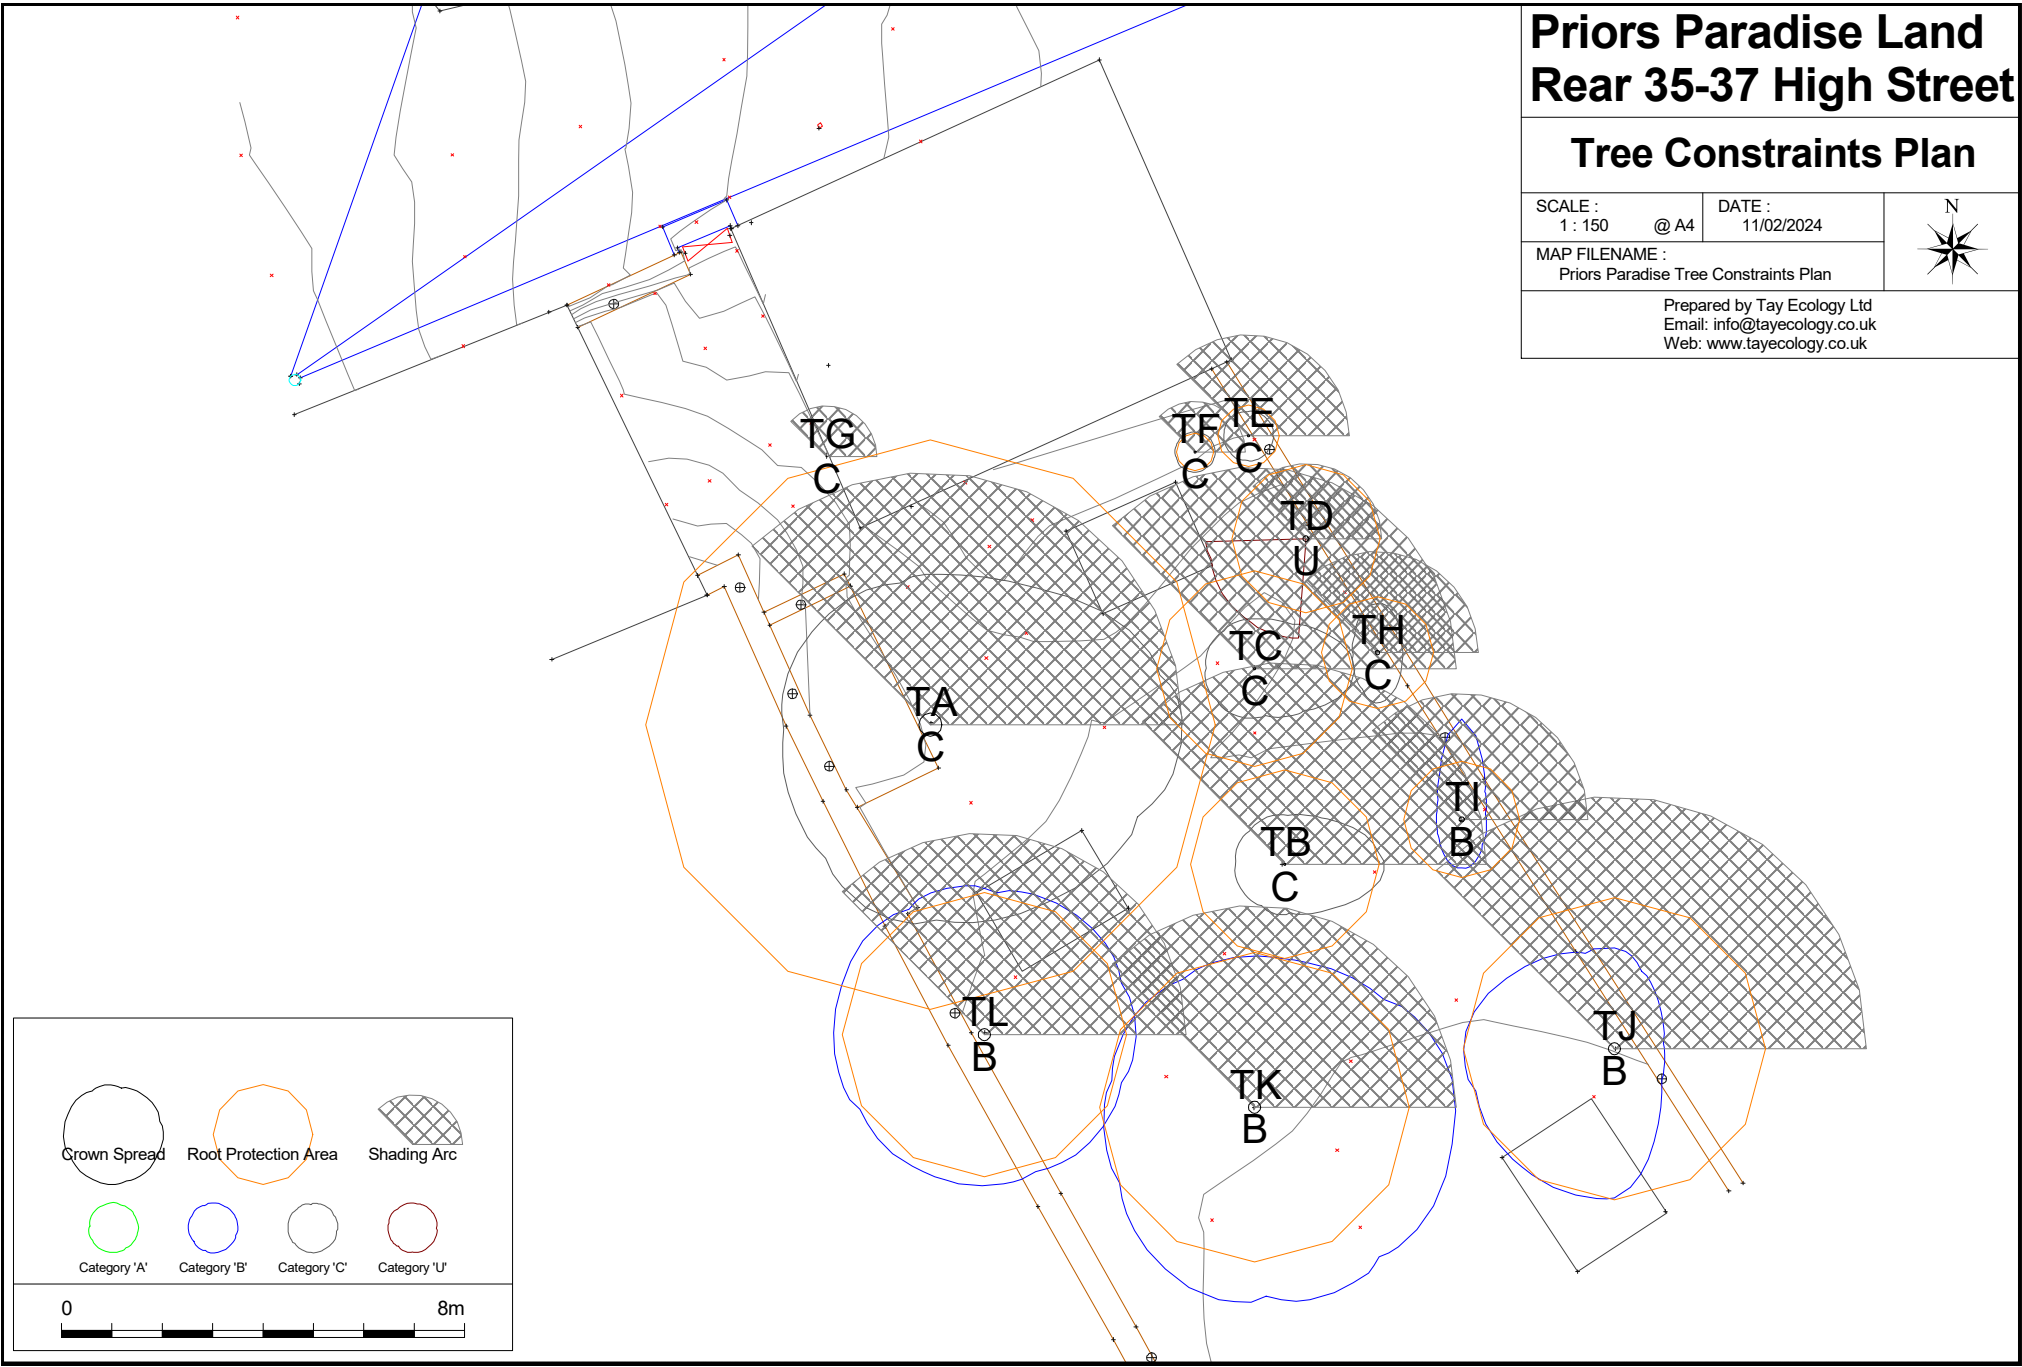 Priors Paradise Land
Rear 35-37 High Street
Tree Constraints Plan
SCALE :
1 : 150 @ A4
DATE :
11/02/2024
N
MAP FILENAME :
Priors Paradise Tree Constraints Plan
Prepared by Tay Ecology Ltd
Email: info@tayecology.co.uk
Web: www.tayecology.co.uk
TG
C
TF
C
TE
C
TD
U
TC
C
TH
C
TA
C
TB
C
TI
B
TL
B
TK
B
TJ
B
Crown Spread
Root Protection Area
Shading Arc
Category 'A'
Category 'B'
Category 'C'
Category 'U'
0 8m